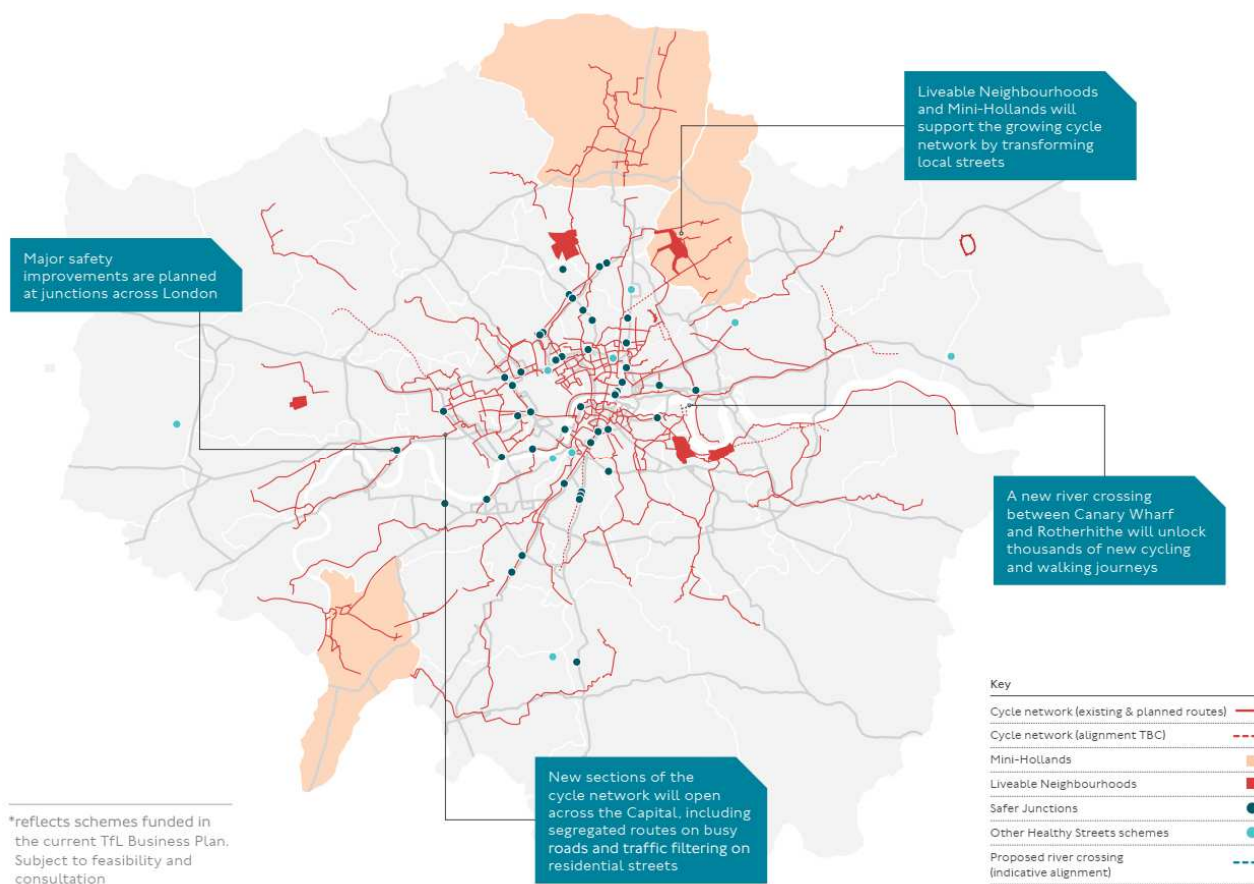 Liveable Neighbourhoods
and Mini-Hollands will
support the growing cycle
network by transforming
local streets
Major safety
improvements are planned
at junctions across London
A new river crossing
between Canary Wharf
and Rotherhithe will unlock
thousands of new cycling
and walking journeys
New sections of the
cycle network will open
across the Capital, including
segregated routes on busy
roads and traffic filtering on
residential streets
*reflects schemes funded in
the current TfL Business Plan.
Subject to feasibility and
consultation
Key
Cycle network (existing & planned routes)
Cycle network (alignment TBC)
Mini-Hollands
Liveable Neighbourhoods
Safer Junctions
Other Healthy Streets schemes
Proposed river crossing
(indicative alignment)